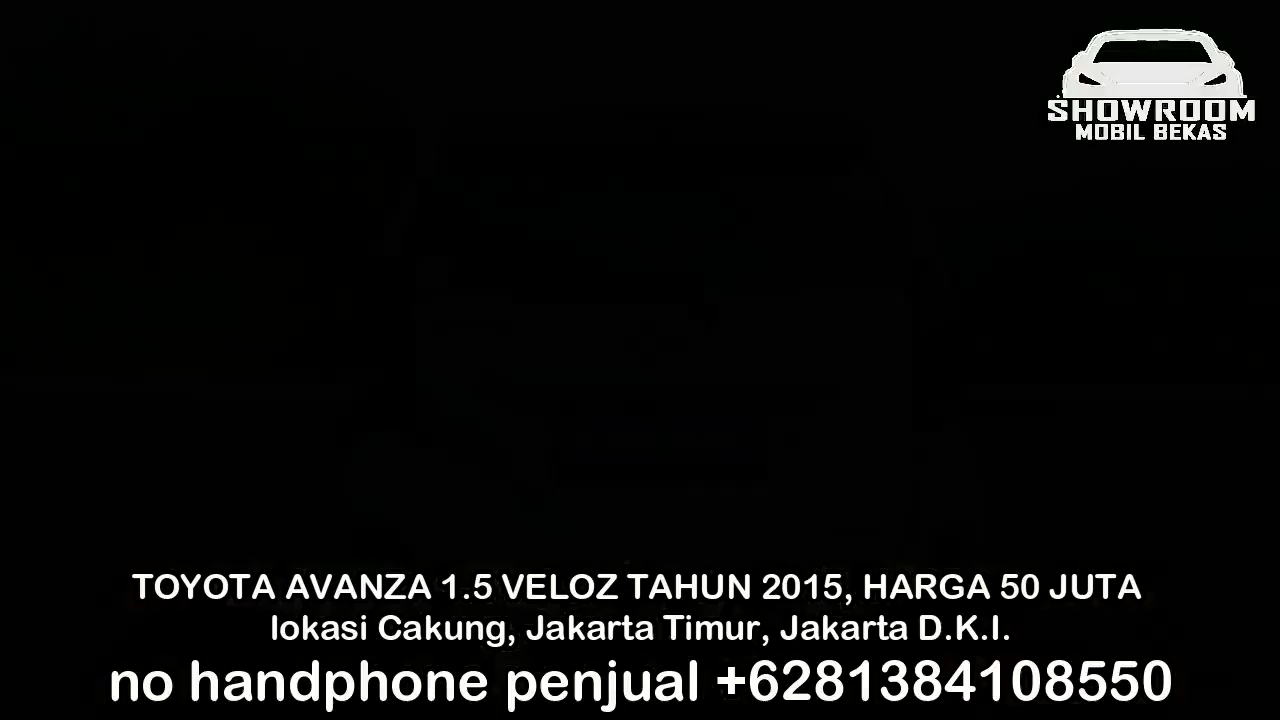 SHOWROOM
MOBIL BEKAS
TOYOTA AVANZA 1.5 VELOZ TAHUN 2015, HARGA 50 JUTA
lokasi Cakung, Jakarta Timur, Jakarta D.K.I.
no handphone penjual +6281384108550